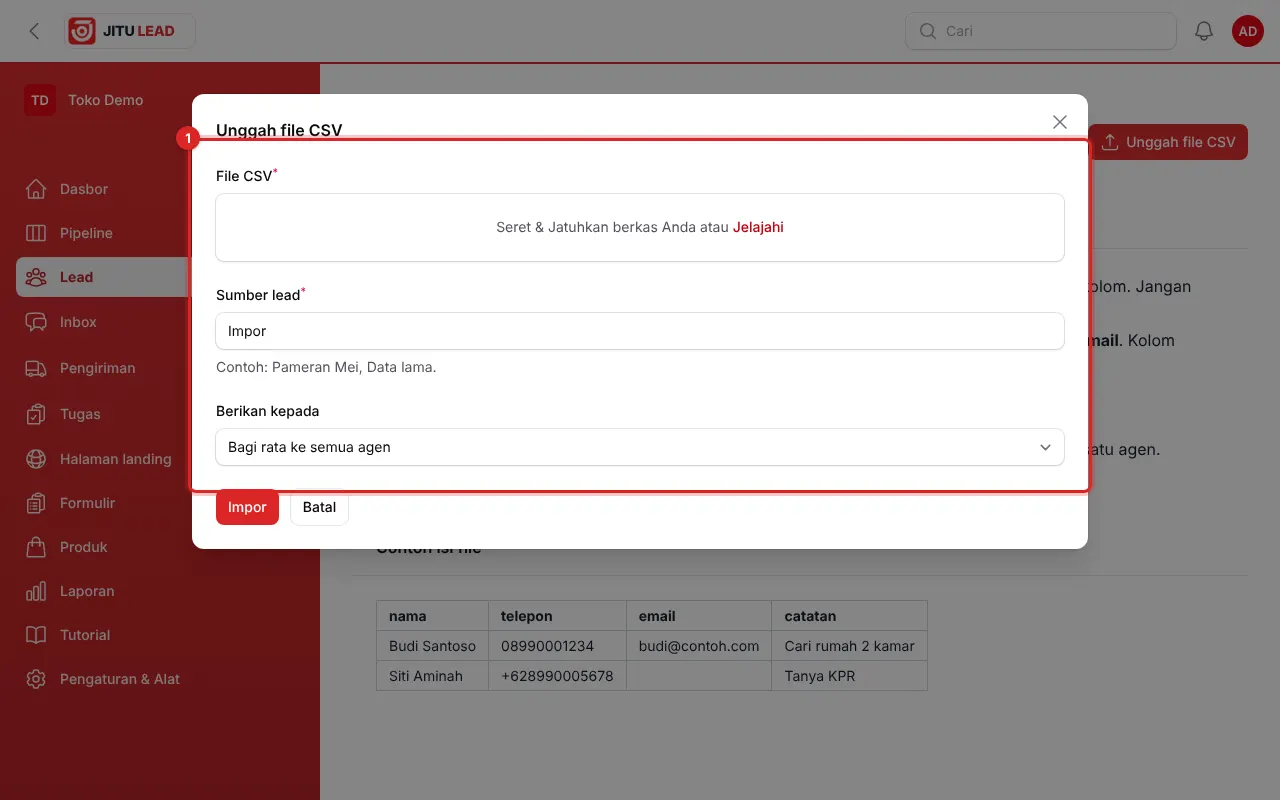 JITU LEAD
Cari
AD
TD
Toko Demo
Unggah file CSV
1
Unggah file CSV
File CSV*
Seret & Jatuhkan berkas Anda atau Jelajahi
Sumber lead*
Impor
Contoh: Pameran Mei, Data lama.
Berikan kepada
Bagi rata ke semua agen
Impor
Batal
Dasbor
Pipeline
Lead
Inbox
Pengiriman
Tugas
Halaman landing
Formulir
Produk
Laporan
Tutorial
Pengaturan & Alat
Jangan
Kolom
agen.
nama telepon email catatan
Budi Santoso 08990001234 budi@contoh.com Cari rumah 2 kamar
Siti Aminah +628990005678 Tanya KPR